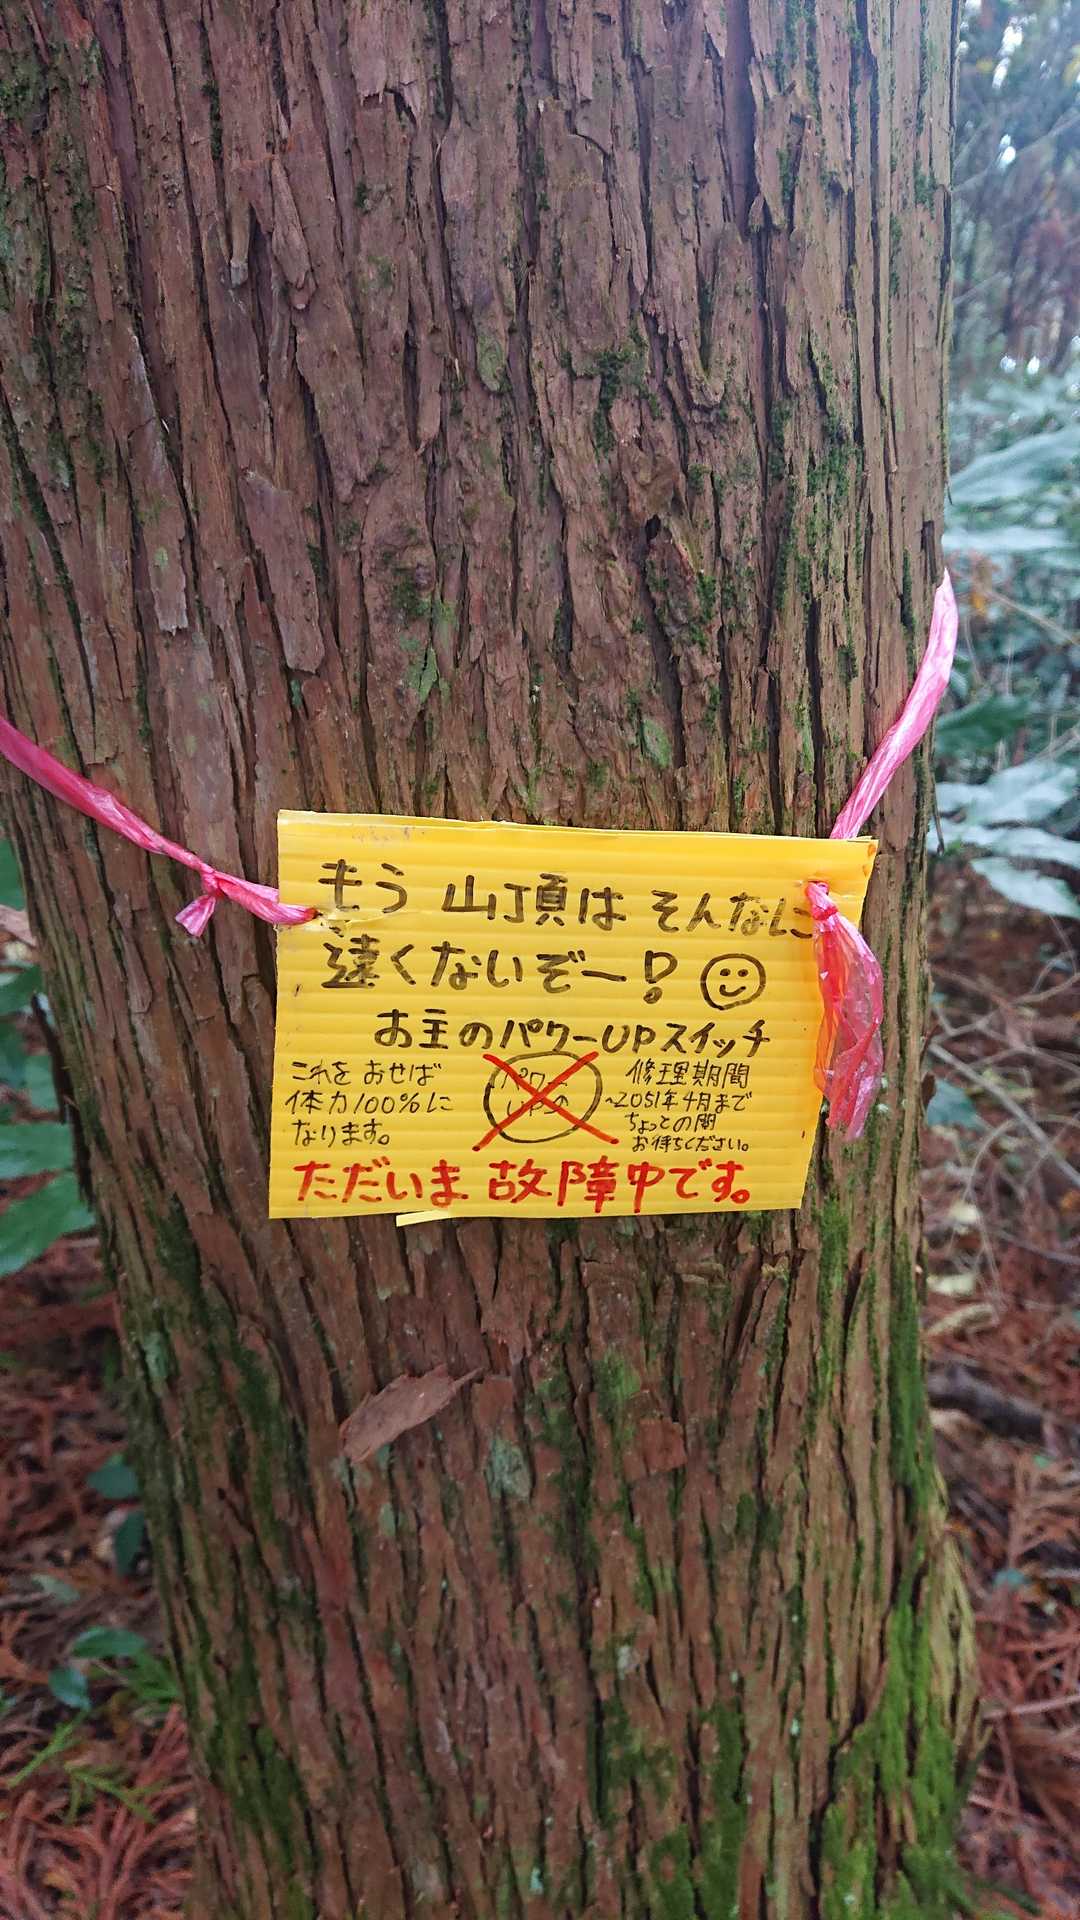 もう山頂はそんなに
遠くないぞー!
お主のパワーUPスイッチ
これをおせば
体力100%に
なります。
パワー
UP
修理期間
~2051年4月まで
ちょっとの間
お待ちください。
ただいま故障中です。